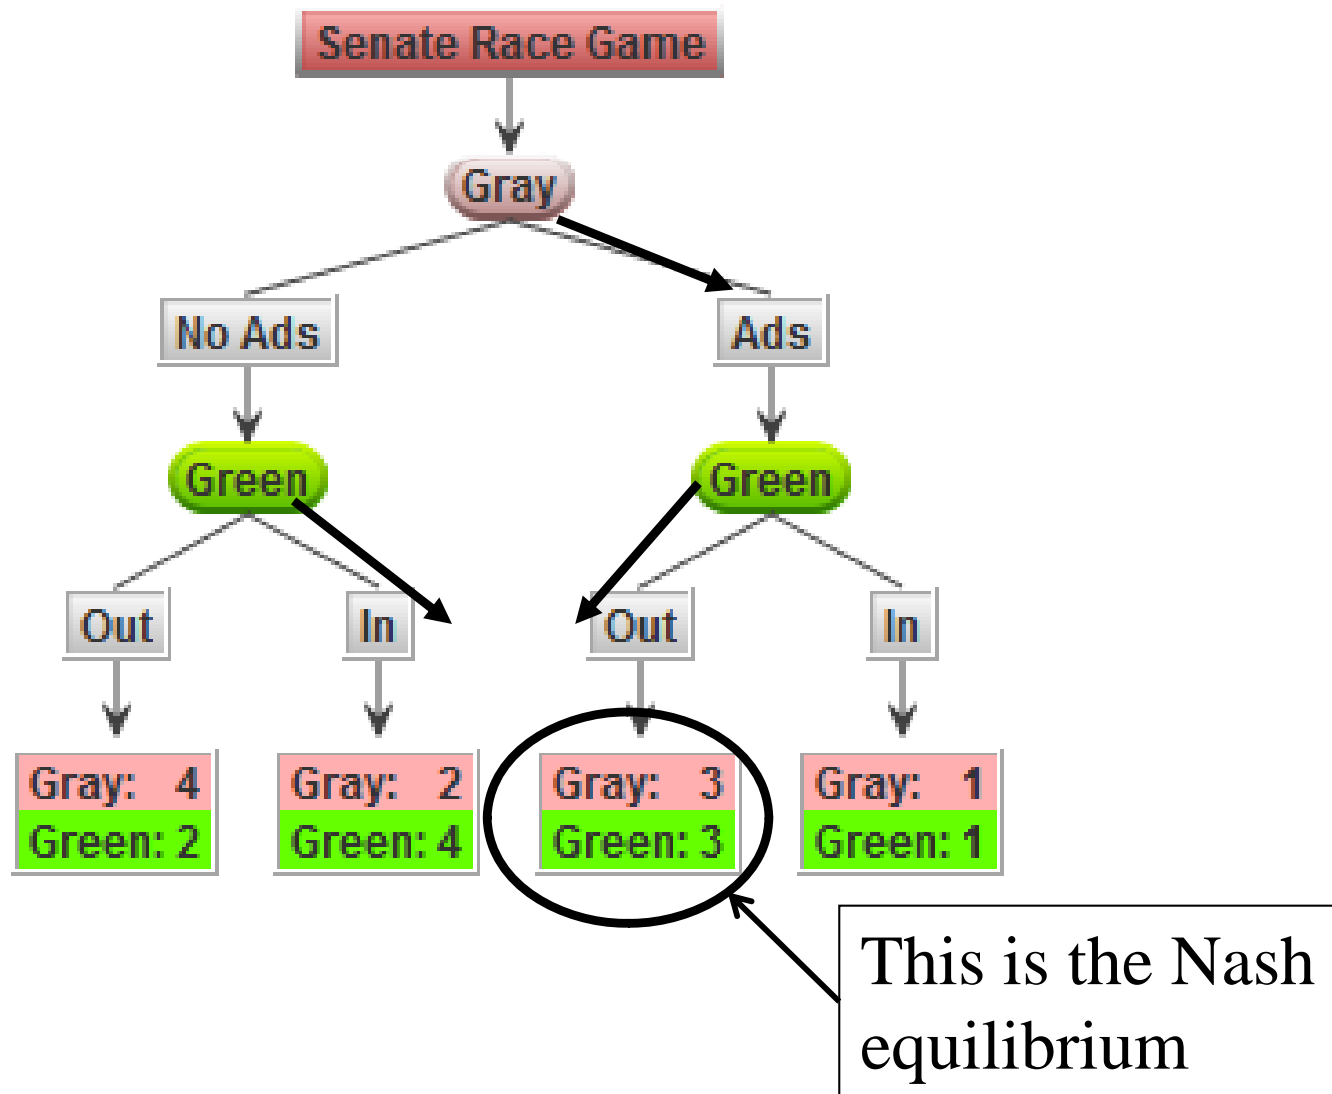 Senate Race Game
Gray
No Ads
Ads
Green
Green
Out
In
Out
In
Gray: 4
Green: 2
Gray: 2
Green: 4
Gray: 3
Green: 3
Gray: 1
Green: 1
This is the Nash
equilibrium